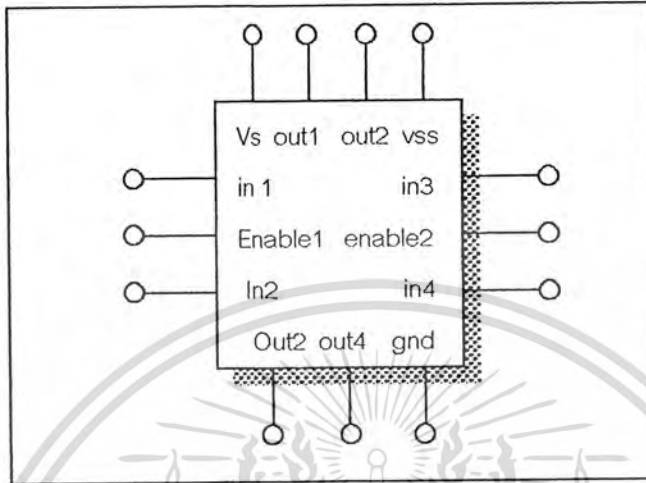 Vs out1 out2 vss
in 1 in3
Enable1 enable2
In2 in4
Out2 out4 gnd